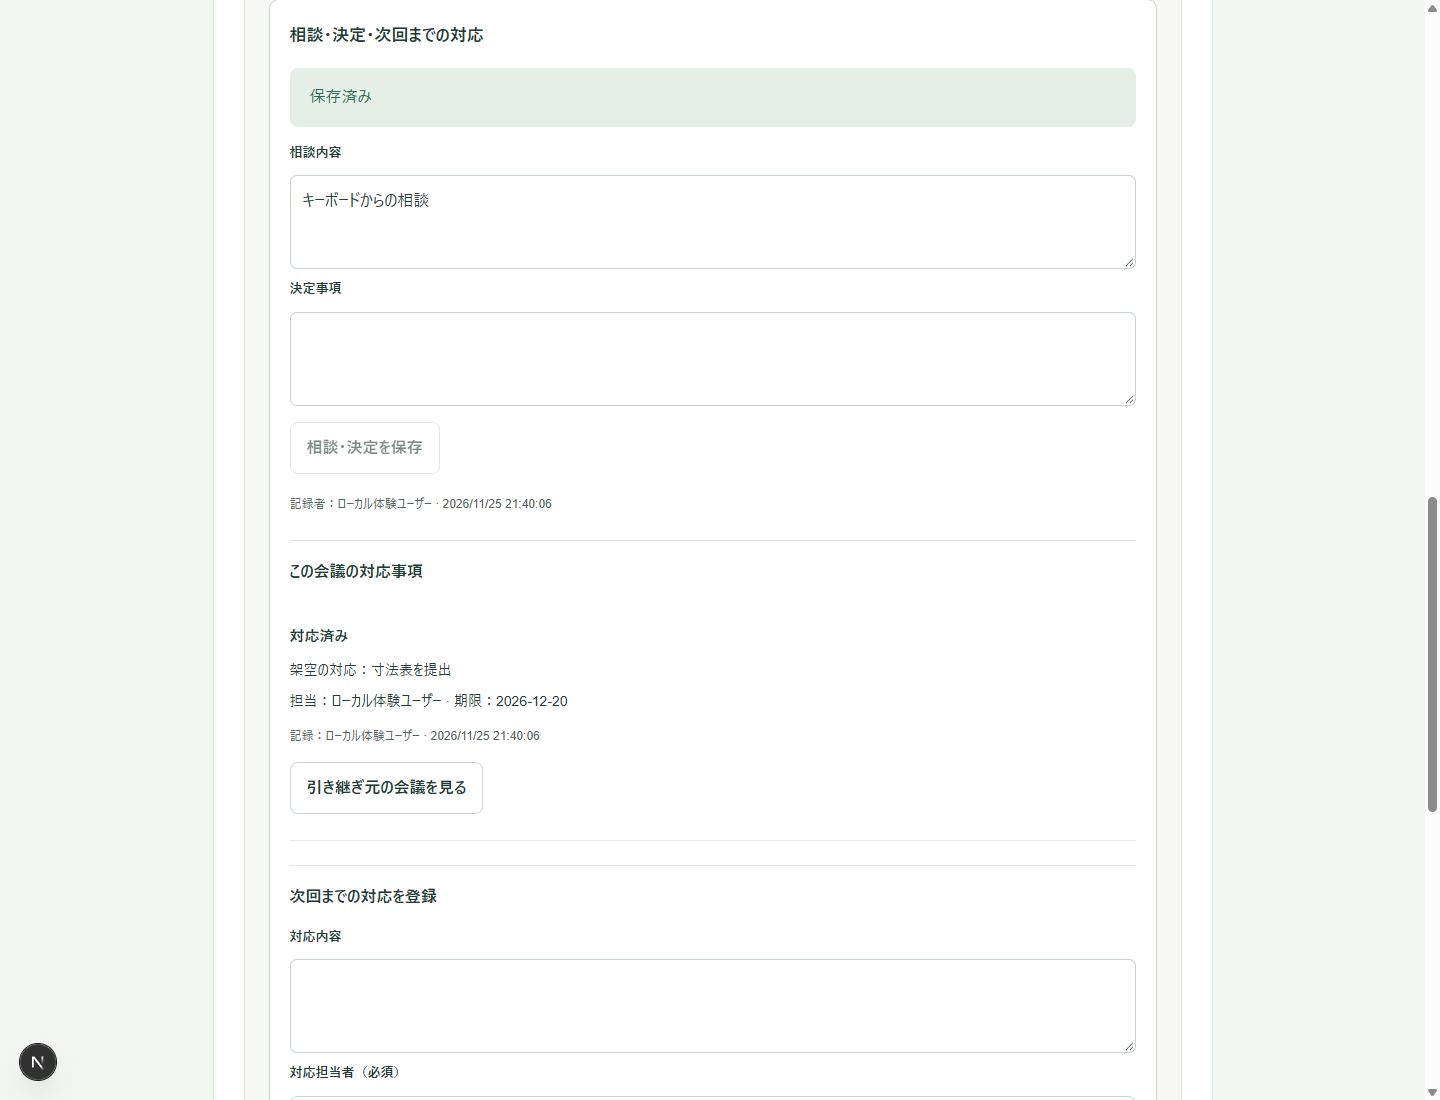 相談・決定・次回までの対応
保存済み
相談内容
キーボードからの相談
決定事項
相談・決定を保存
記録者：ローカル体験ユーザー · 2026/11/25 21:40:06
この会議の対応事項
対応済み
架空の対応：寸法表を提出
担当：ローカル体験ユーザー · 期限：2026-12-20
記録：ローカル体験ユーザー · 2026/11/25 21:40:06
引き継ぎ元の会議を見る
次回までの対応を登録
対応内容
N
対応担当者（必須）